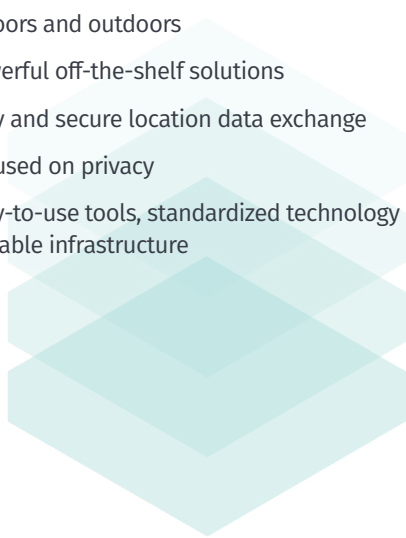 oors and outdoors
erful off-the-shelf solutions
y and secure location data exchange
used on privacy
y-to-use tools, standardized technology
able infrastructure